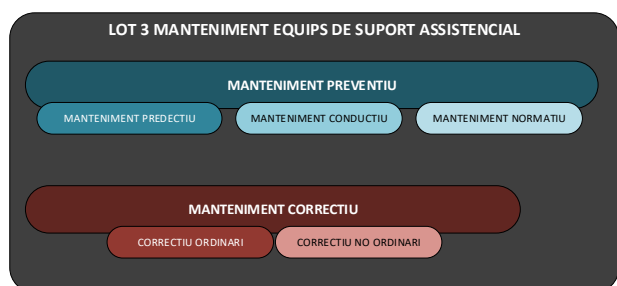 LOT 3 MANTENIMENT EQUIPS DE SUPORT ASSISTENCIAL
MANTENIMENT PREVENTIU
MANTENIMENT PREDECTIU
MANTENIMENT CONDUCTIU
MANTENIMENT NORMATIU
MANTENIMENT CORRECTIU
CORRECTIU ORDINARI
CORRECTIU NO ORDINARI